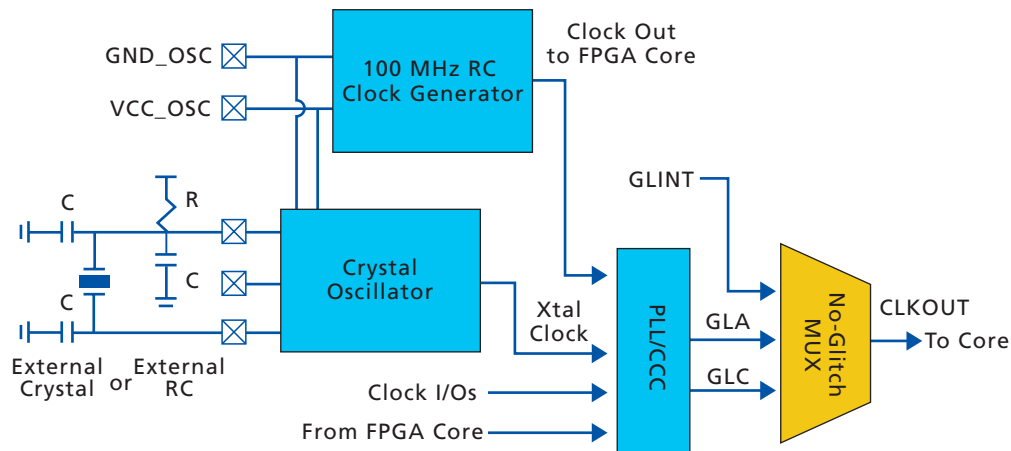 GND_OSC
VCC_OSC
100 MHz RC
Clock Generator
Clock Out
to FPGA Core
GLINT
C
R
C
C
Crystal
Oscillator
Xtal
Clock
PLL/CCC
GLA
GLC
No-Glitch
MUX
CLKOUT
To Core
External
Crystal
or
External
RC
Clock I/Os
From FPGA Core